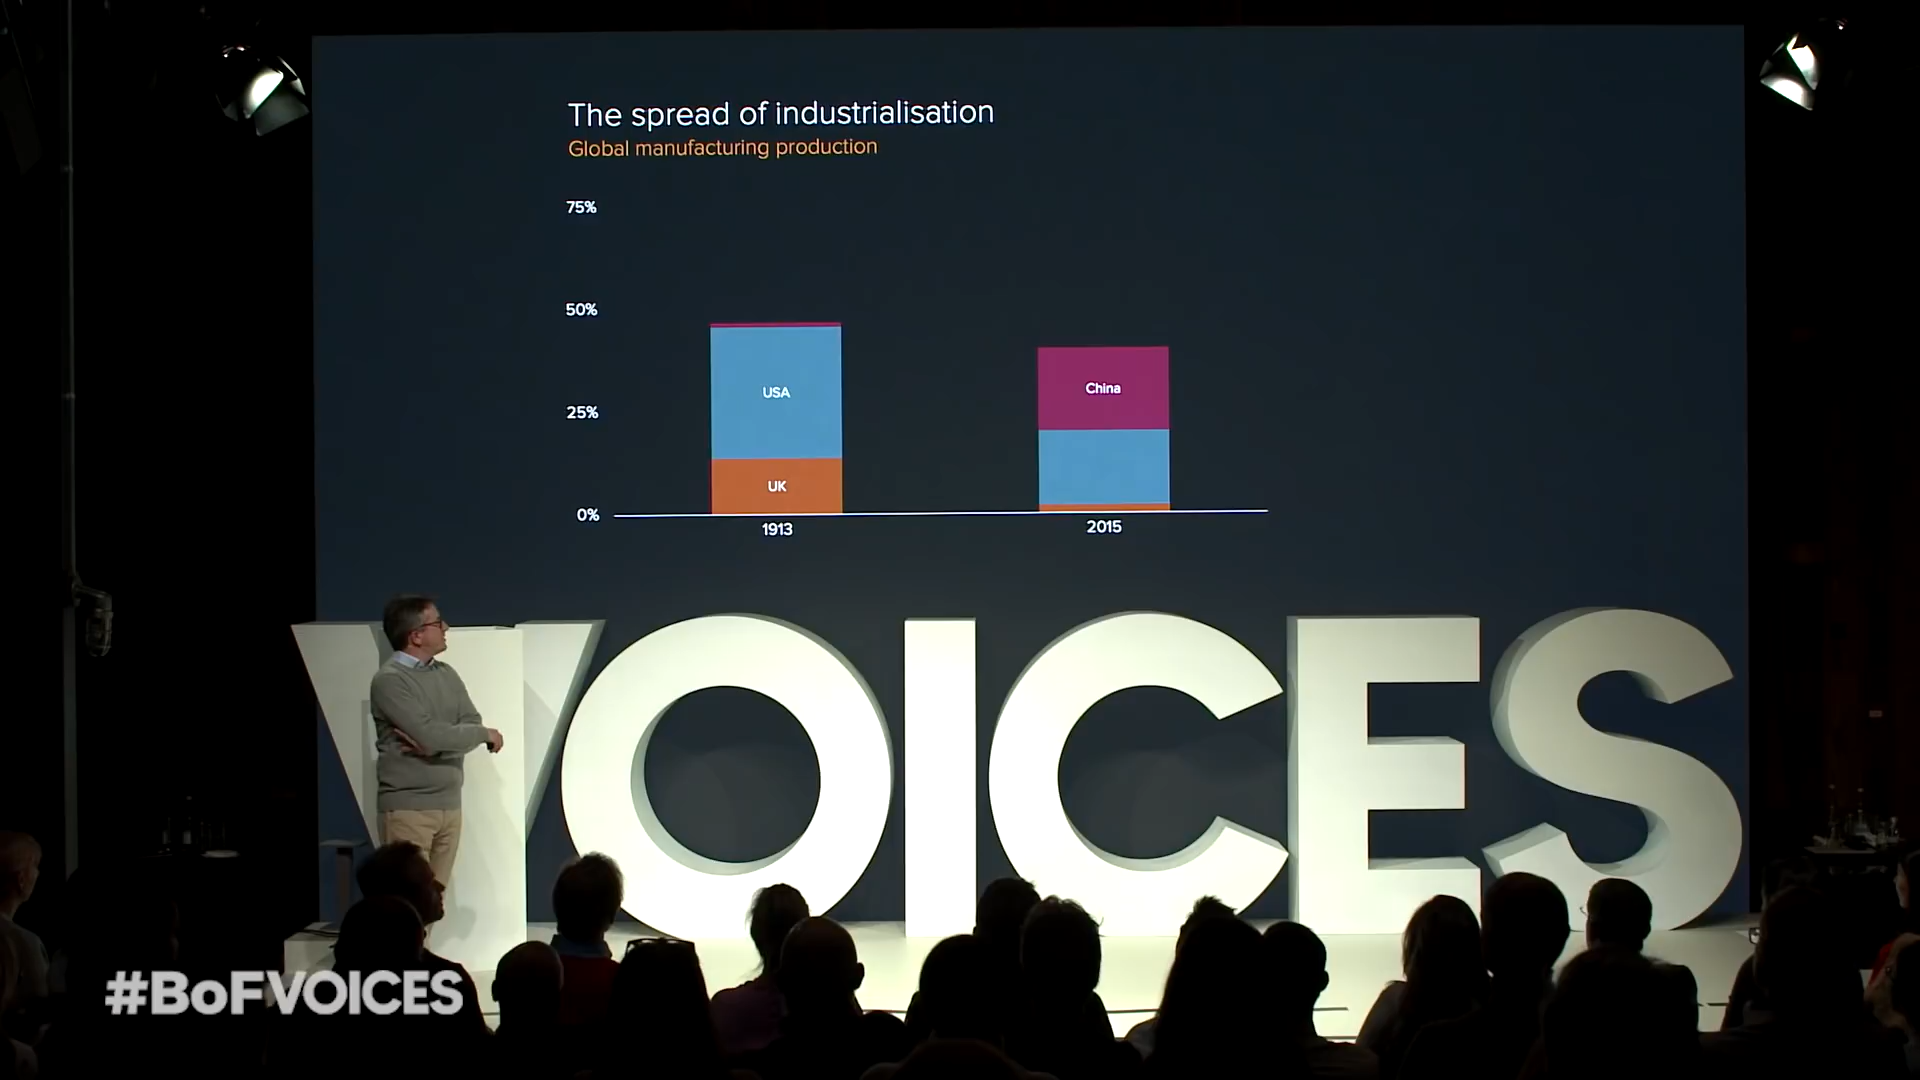 The spread of industrialisation
Global manufacturing production
75%
50%
25%
0%
USA
UK
China
1913
2015
VOICES
#BoFVOICES